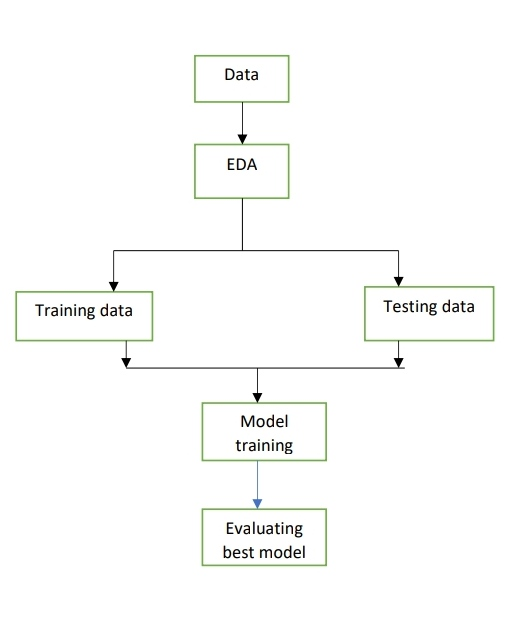 Data
EDA
Training data
Testing data
Model
training
Evaluating
best model